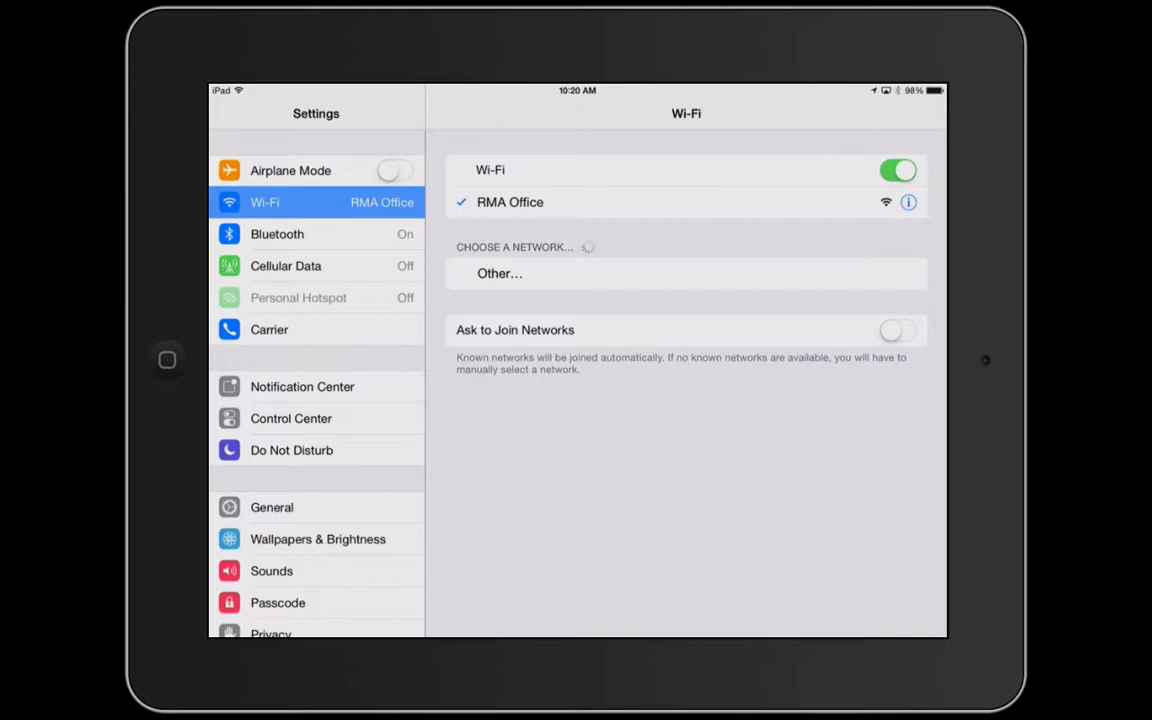 iPad 10:20 AM 98%
Settings
Wi-Fi
Airplane Mode
Wi-Fi RMA Office
Bluetooth On
Cellular Data Off
Personal Hotspot Off
Carrier
Notification Center
Control Center
Do Not Disturb
General
Wallpapers & Brightness
Sounds
Passcode
Privacy
Wi-Fi
RMA Office
CHOOSE A NETWORK...
Other...
Ask to Join Networks
Known networks will be joined automatically. If no known networks are available, you will have to
manually select a network.